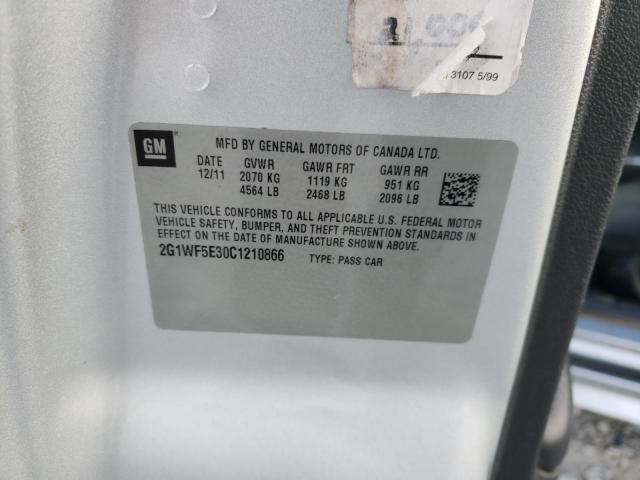 3107 5/99
GM
MFD BY GENERAL MOTORS OF CANADA LTD.
DATE GVWR GAWR FRT GAWR RR
12/11 2070 KG 1119 KG 951 KG
4564 LB 2468 LB 2096 LB
THIS VEHICLE CONFORMS TO ALL APPLICABLE U.S. FEDERAL MOTOR
VEHICLE SAFETY, BUMPER, AND THEFT PREVENTION STANDARDS IN
EFFECT ON THE DATE OF MANUFACTURE SHOWN ABOVE.
2G1WF5E30C1210866 TYPE: PASS CAR